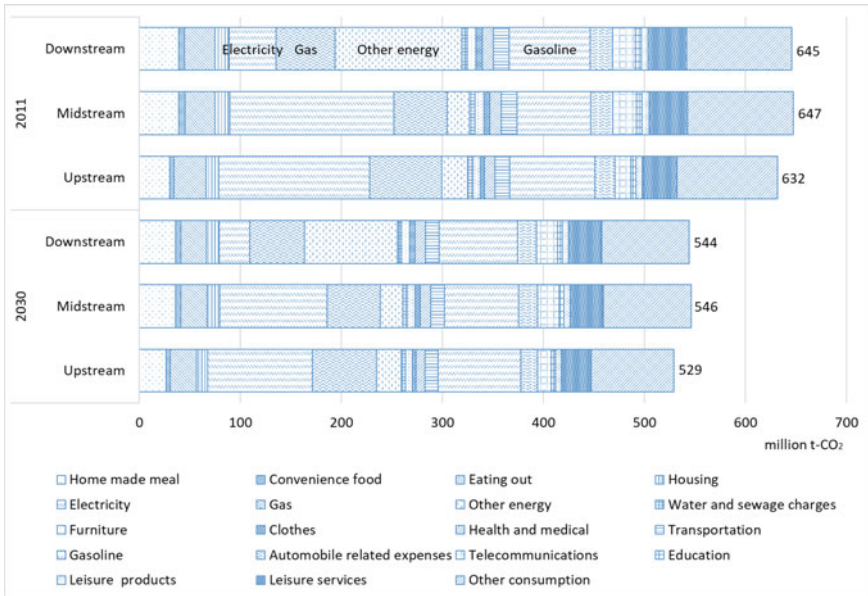 2011
Downstream Electricity Gas Other energy Gasoline 645
Midstream 647
Upstream 632
2030
Downstream 544
Midstream 546
Upstream 529
0 100 200 300 400 500 600 700
million t-CO₂
Home made meal Convenience food Eating out Housing
Electricity Gas Other energy Water and sewage charges
Furniture Clothes Health and medical Transportation
Gasoline Automobile related expenses Telecommunications Education
Leisure products Leisure services Other consumption